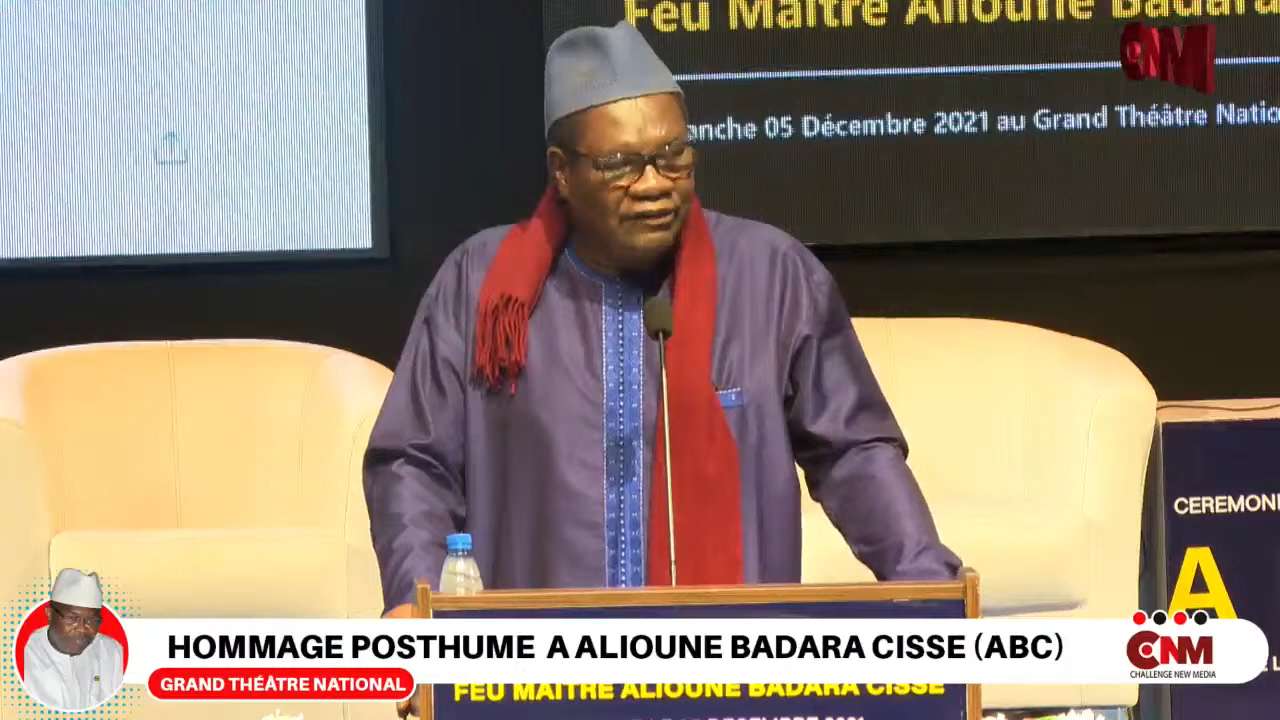 Feu Maître Alioune Badara
CNM
anche 05 Décembre 2021 au Grand Théâtre Natio
CEREMONI
A
HOMMAGE POSTHUME A ALIOUNE BADARA CISSE (ABC)
GRAND THÉÂTRE NATIONAL
CNM
CHALLENGE NEW MEDIA
FEU MAITRE ALIOUNE BADARA CISSE